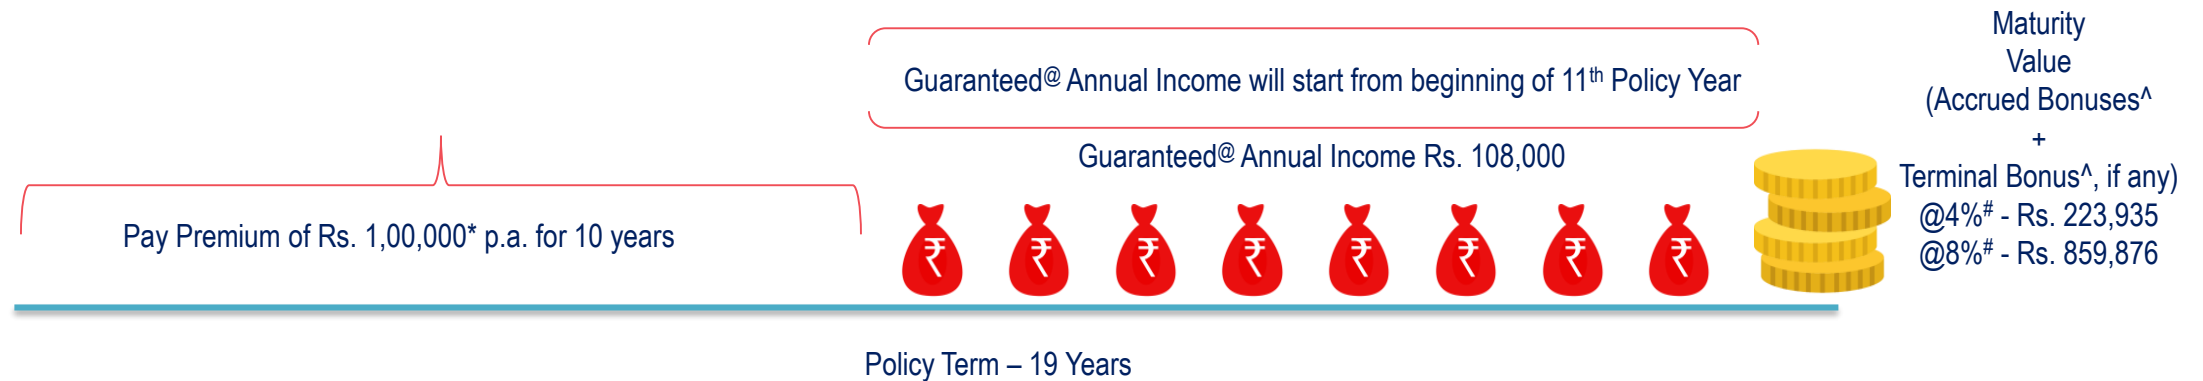 Maturity
Value
(Accrued Bonuses^
+
Terminal Bonus^, if any)
@4%# - Rs. 223,935
@8%# - Rs. 859,876
Guaranteed@ Annual Income will start from beginning of 11th Policy Year
Guaranteed@ Annual Income Rs. 108,000
Pay Premium of Rs. 1,00,000* p.a. for 10 years
₹ ₹ ₹ ₹ ₹ ₹ ₹ ₹
Policy Term – 19 Years